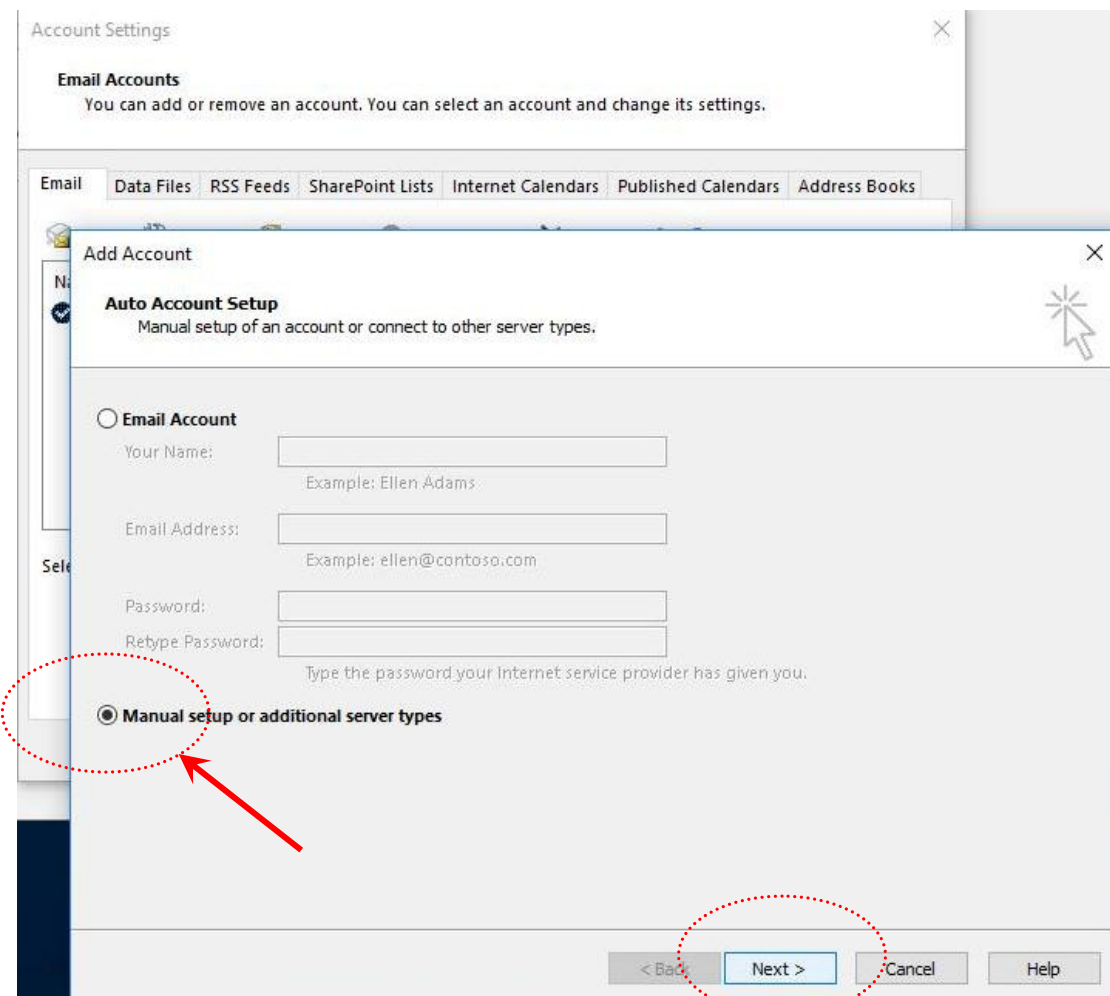 Account Settings
Email Accounts
You can add or remove an account. You can select an account and change its settings.
Email Data Files RSS Feeds SharePoint Lists Internet Calendars Published Calendars Address Books
Add Account
Auto Account Setup
Manual setup of an account or connect to other server types.
Email Account
Your Name:
Example: Ellen Adams
Email Address:
Example: ellen@contoso.com
Password:
Retype Password:
Type the password your Internet service provider has given you.
Manual setup or additional server types
< Back Next > Cancel Help